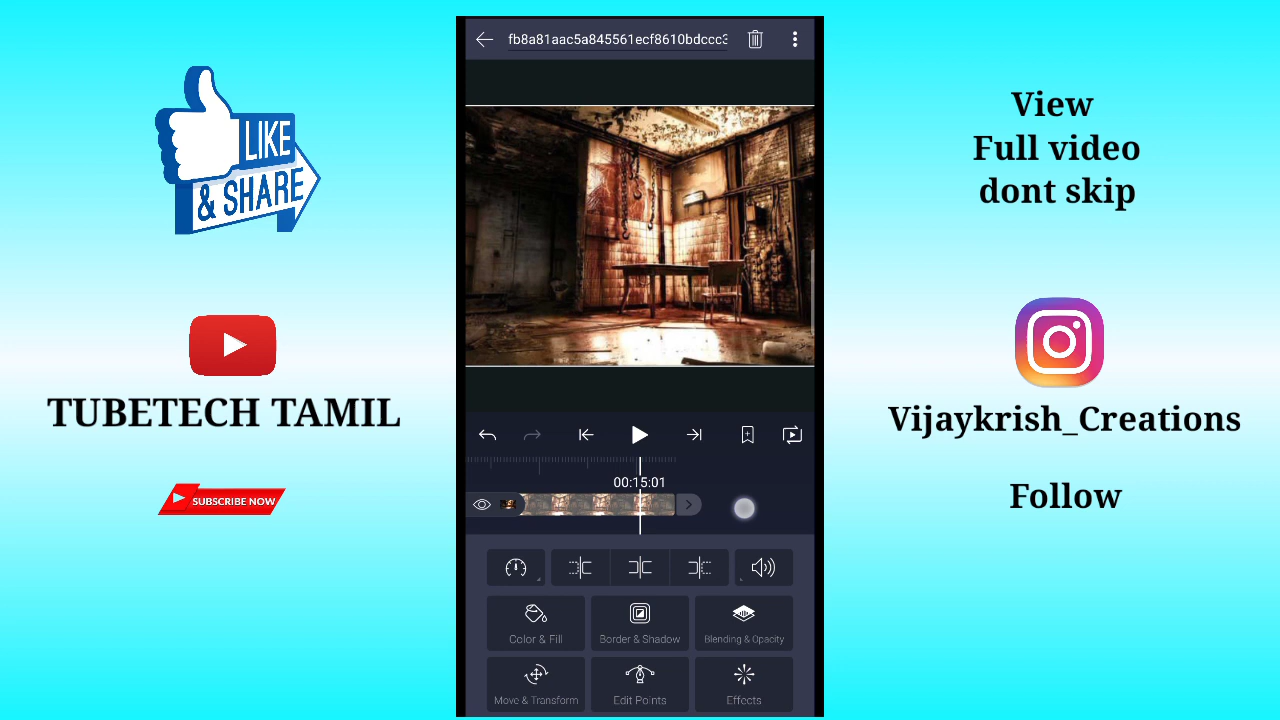 LIKE
& SHARE
TUBETECH TAMIL
SUBSCRIBE NOW
fb8a81aac5a845561ecf8610bdccc3
00:15:01
Color & Fill
Border & Shadow
Blending & Opacity
Move & Transform
Edit Points
Effects
View
Full video
dont skip
Vijaykrish_Creations
Follow